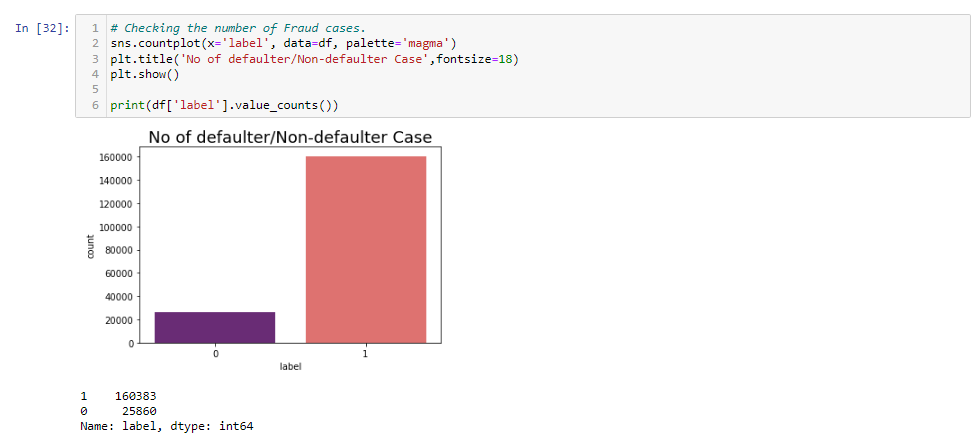 In [32]:
1 # Checking the number of Fraud cases.
2 sns.countplot(x='label', data=df, palette='magma')
3 plt.title('No of defaulter/Non-defaulter Case',fontsize=18)
4 plt.show()
5
6 print(df['label'].value_counts())
No of defaulter/Non-defaulter Case
160000
140000
120000
100000
80000
60000
40000
20000
0
count
0 1
label
1 160383
0 25860
Name: label, dtype: int64